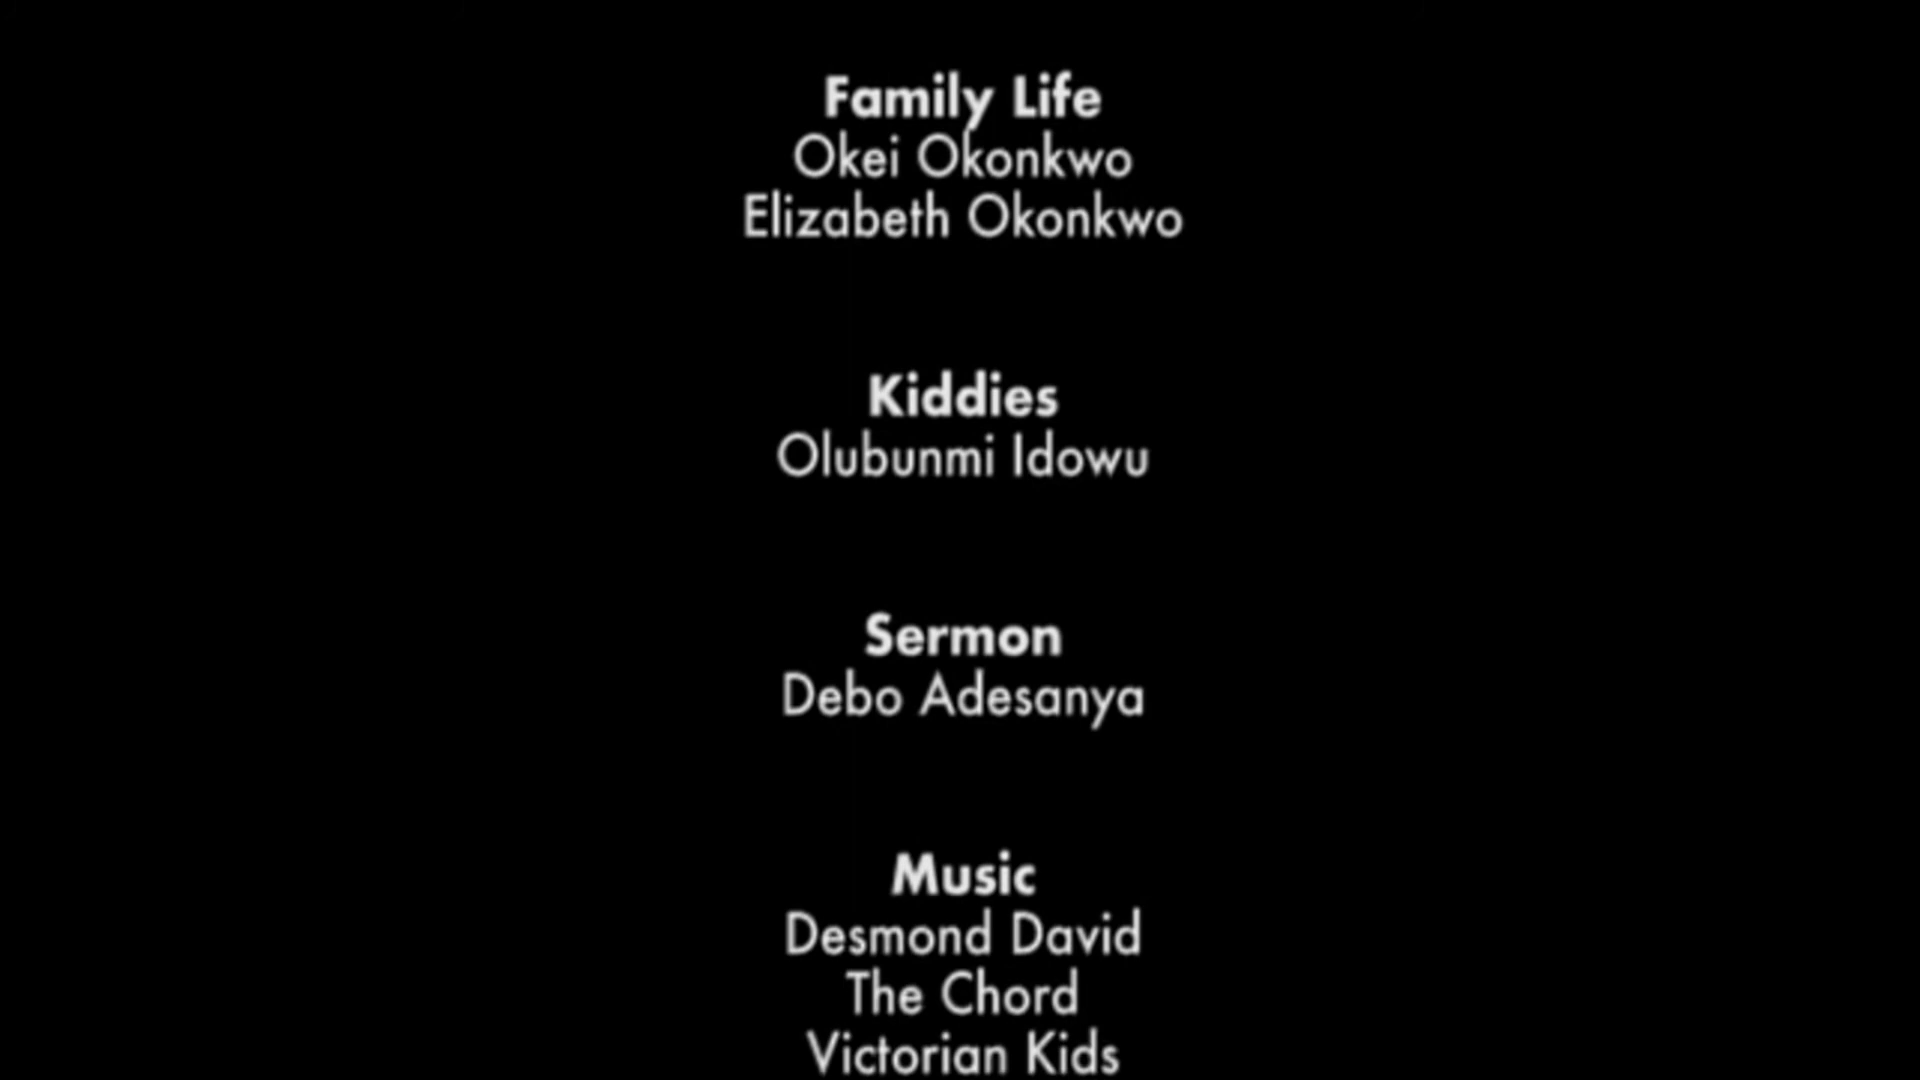 Family Life
Okei Okonkwo
Elizabeth Okonkwo
Kiddies
Olubunmi Idowu
Sermon
Debo Adesanya
Music
Desmond David
The Chord
Victorian Kids